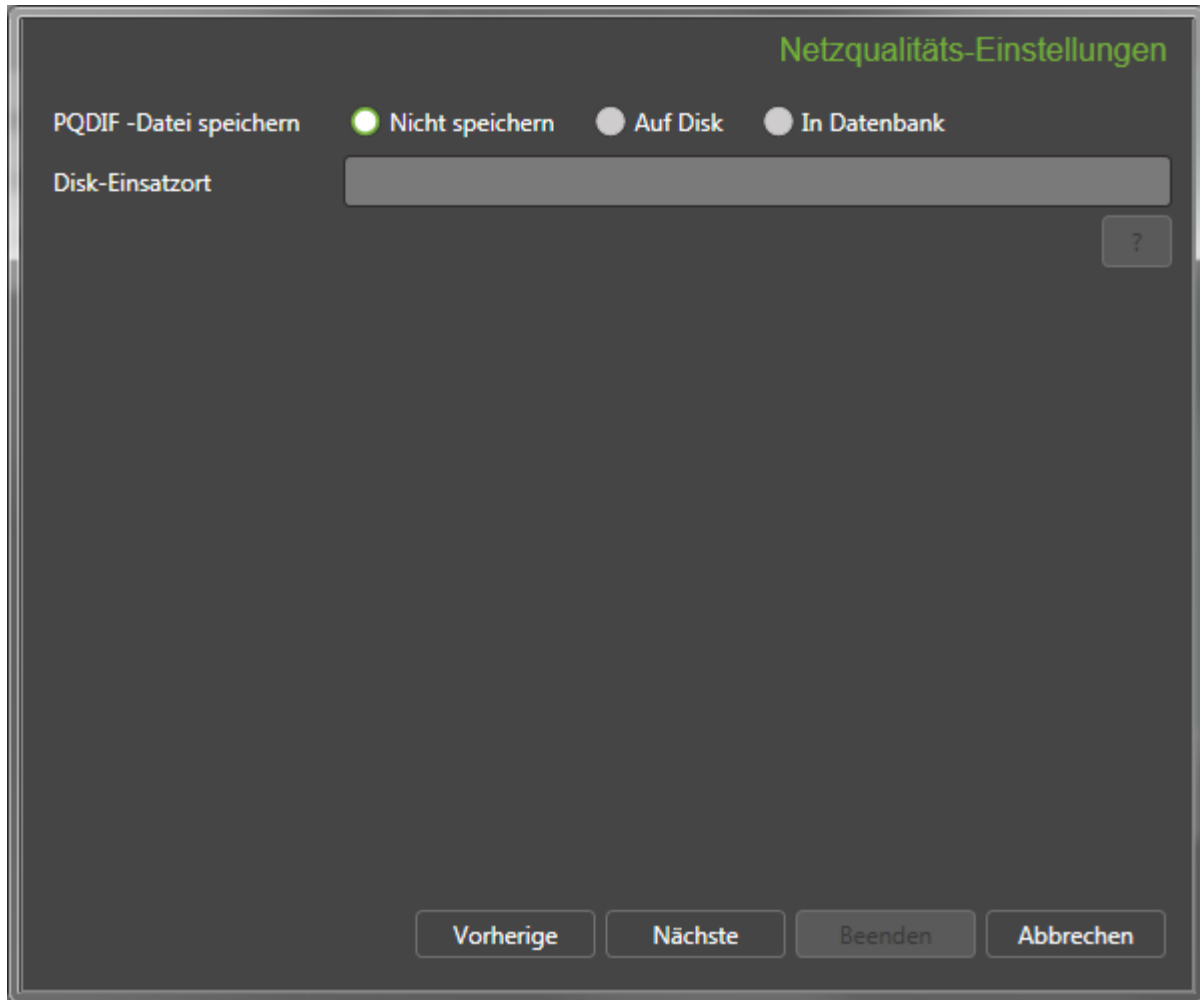 Netzqualitäts-Einstellungen
PQDIF -Datei speichern Nicht speichern Auf Disk In Datenbank
Disk-Einsatzort
?
Vorherige Nächste Beenden Abbrechen